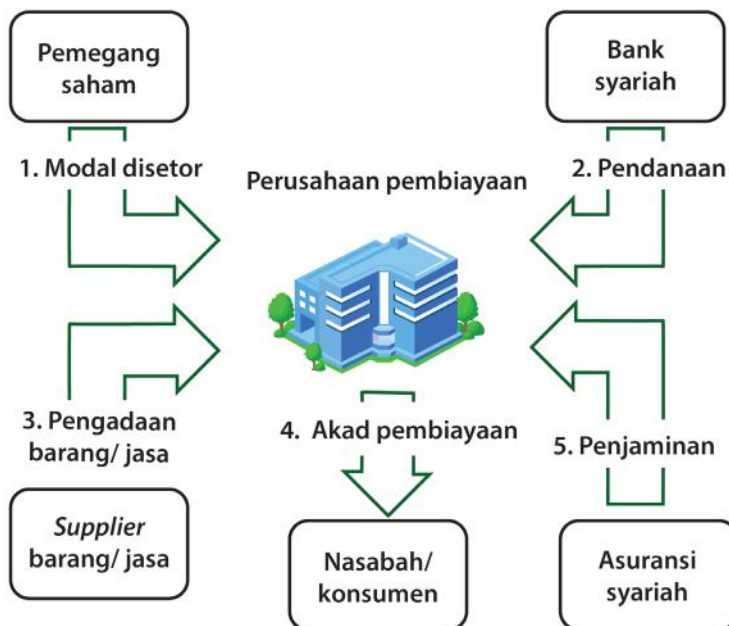 Pemegang
saham
Bank
syariah
1. Modal disetor
Perusahaan pembiayaan
2. Pendanaan
3. Pengadaan
barang/ jasa
4. Akad pembiayaan
5. Penjaminan
Supplier
barang/ jasa
Nasabah/
konsumen
Asuransi
syariah